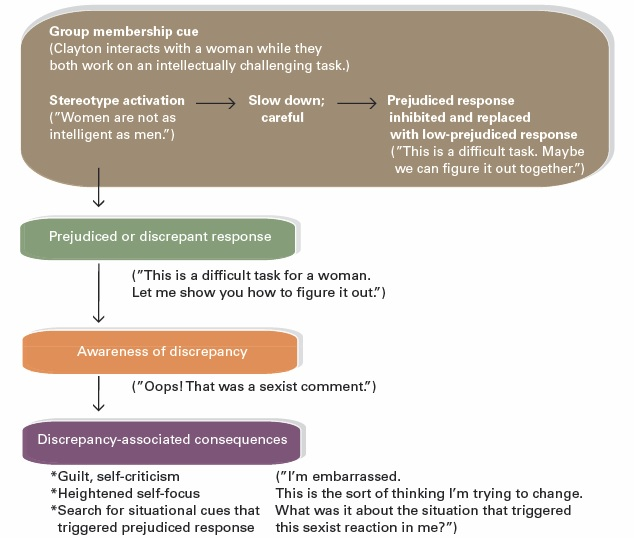 Group membership cue
(Clayton interacts with a woman while they
both work on an intellectually challenging task.)
Stereotype activation
("Women are not as
intelligent as men.")
Slow down;
careful
Prejudiced response
inhibited and replaced
with low-prejudiced response
("This is a difficult task. Maybe
we can figure it out together.")
Prejudiced or discrepant response
("This is a difficult task for a woman.
Let me show you how to figure it out.")
Awareness of discrepancy
("Oops! That was a sexist comment.")
Discrepancy-associated consequences
*Guilt, self-criticism
*Heightened self-focus
*Search for situational cues that
triggered prejudiced response
("I'm embarrassed.
This is the sort of thinking I'm trying to change.
What was it about the situation that triggered
this sexist reaction in me?")